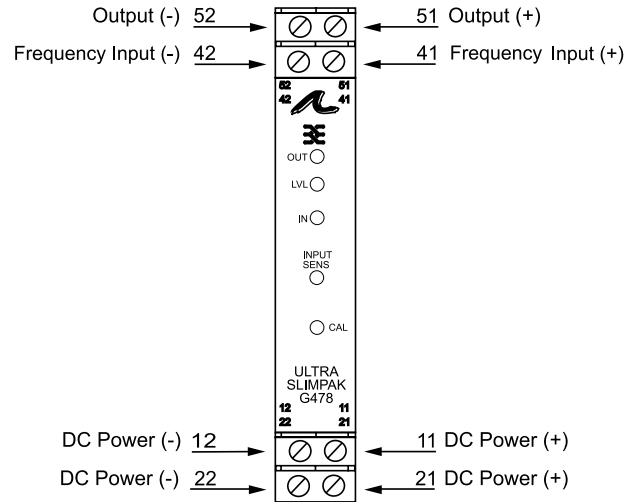 Output (-) 52
51 Output (+)
Frequency Input (-) 42
41 Frequency Input (+)
52 51
42 41
OUT
LVL
IN
INPUT
SENS
CAL
ULTRA
SLIMPAK
G478
12 11
22 21
DC Power (-) 12
11 DC Power (+)
DC Power (-) 22
21 DC Power (+)